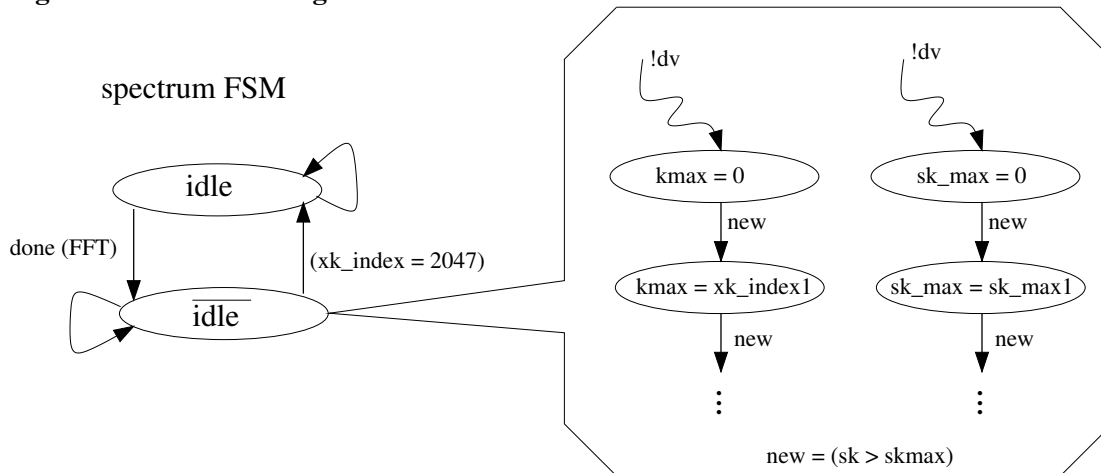 spectrum FSM
idle
done (FFT)
(xk_index = 2047)
idle
!dv
!dv
kmax = 0
sk_max = 0
new
new
kmax = xk_index1
sk_max = sk_max1
new
new
new = (sk > skmax)